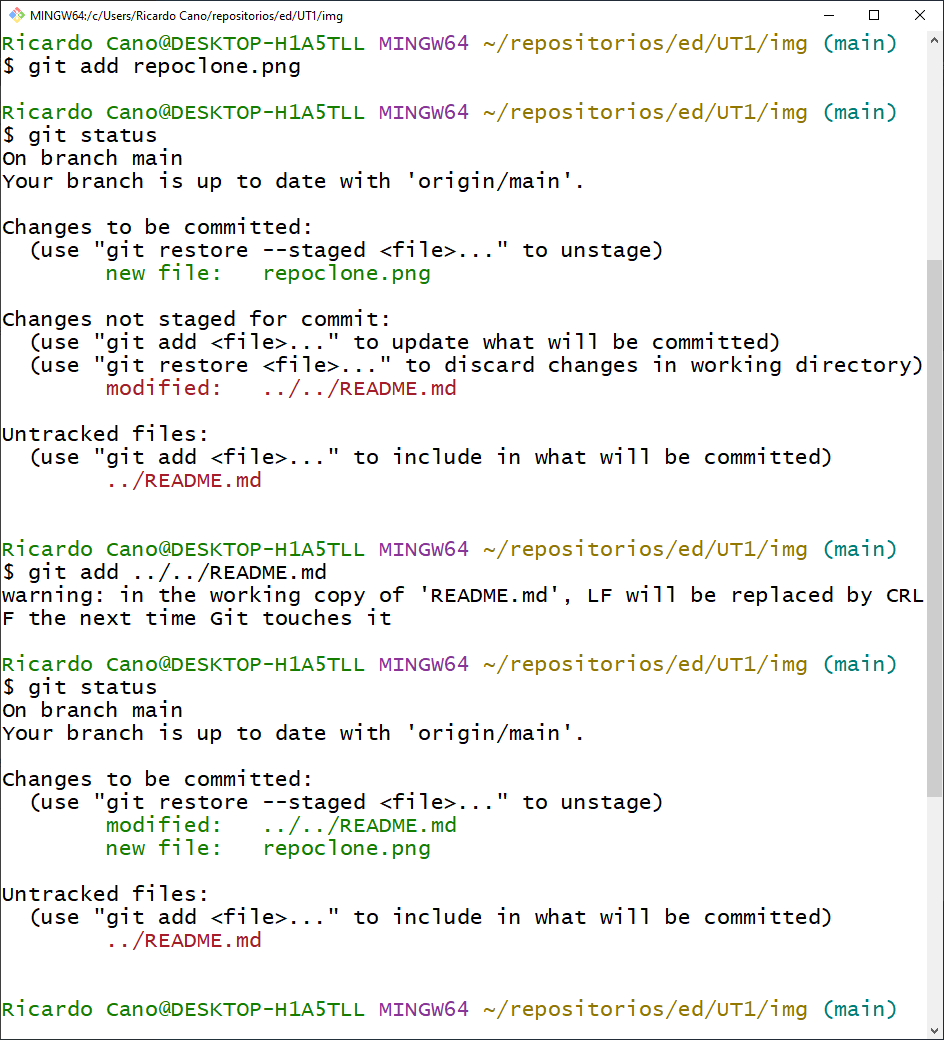 MINGW64:/c/Users/Ricardo Cano/repositorios/ed/UT1/img
Ricardo Cano@DESKTOP-H1A5TLL MINGW64 ~/repositorios/ed/UT1/img (main)
$ git add repoclone.png
Ricardo Cano@DESKTOP-H1A5TLL MINGW64 ~/repositorios/ed/UT1/img (main)
$ git status
On branch main
Your branch is up to date with 'origin/main'.
Changes to be committed:
  (use "git restore --staged <file>..." to unstage)
        new file:   repoclone.png
Changes not staged for commit:
  (use "git add <file>..." to update what will be committed)
  (use "git restore <file>..." to discard changes in working directory)
        modified:   ../../README.md
Untracked files:
  (use "git add <file>..." to include in what will be committed)
        ../README.md
Ricardo Cano@DESKTOP-H1A5TLL MINGW64 ~/repositorios/ed/UT1/img (main)
$ git add ../../README.md
warning: in the working copy of 'README.md', LF will be replaced by CRL
F the next time Git touches it
Ricardo Cano@DESKTOP-H1A5TLL MINGW64 ~/repositorios/ed/UT1/img (main)
$ git status
On branch main
Your branch is up to date with 'origin/main'.
Changes to be committed:
  (use "git restore --staged <file>..." to unstage)
        modified:   ../../README.md
        new file:   repoclone.png
Untracked files:
  (use "git add <file>..." to include in what will be committed)
        ../README.md
Ricardo Cano@DESKTOP-H1A5TLL MINGW64 ~/repositorios/ed/UT1/img (main)